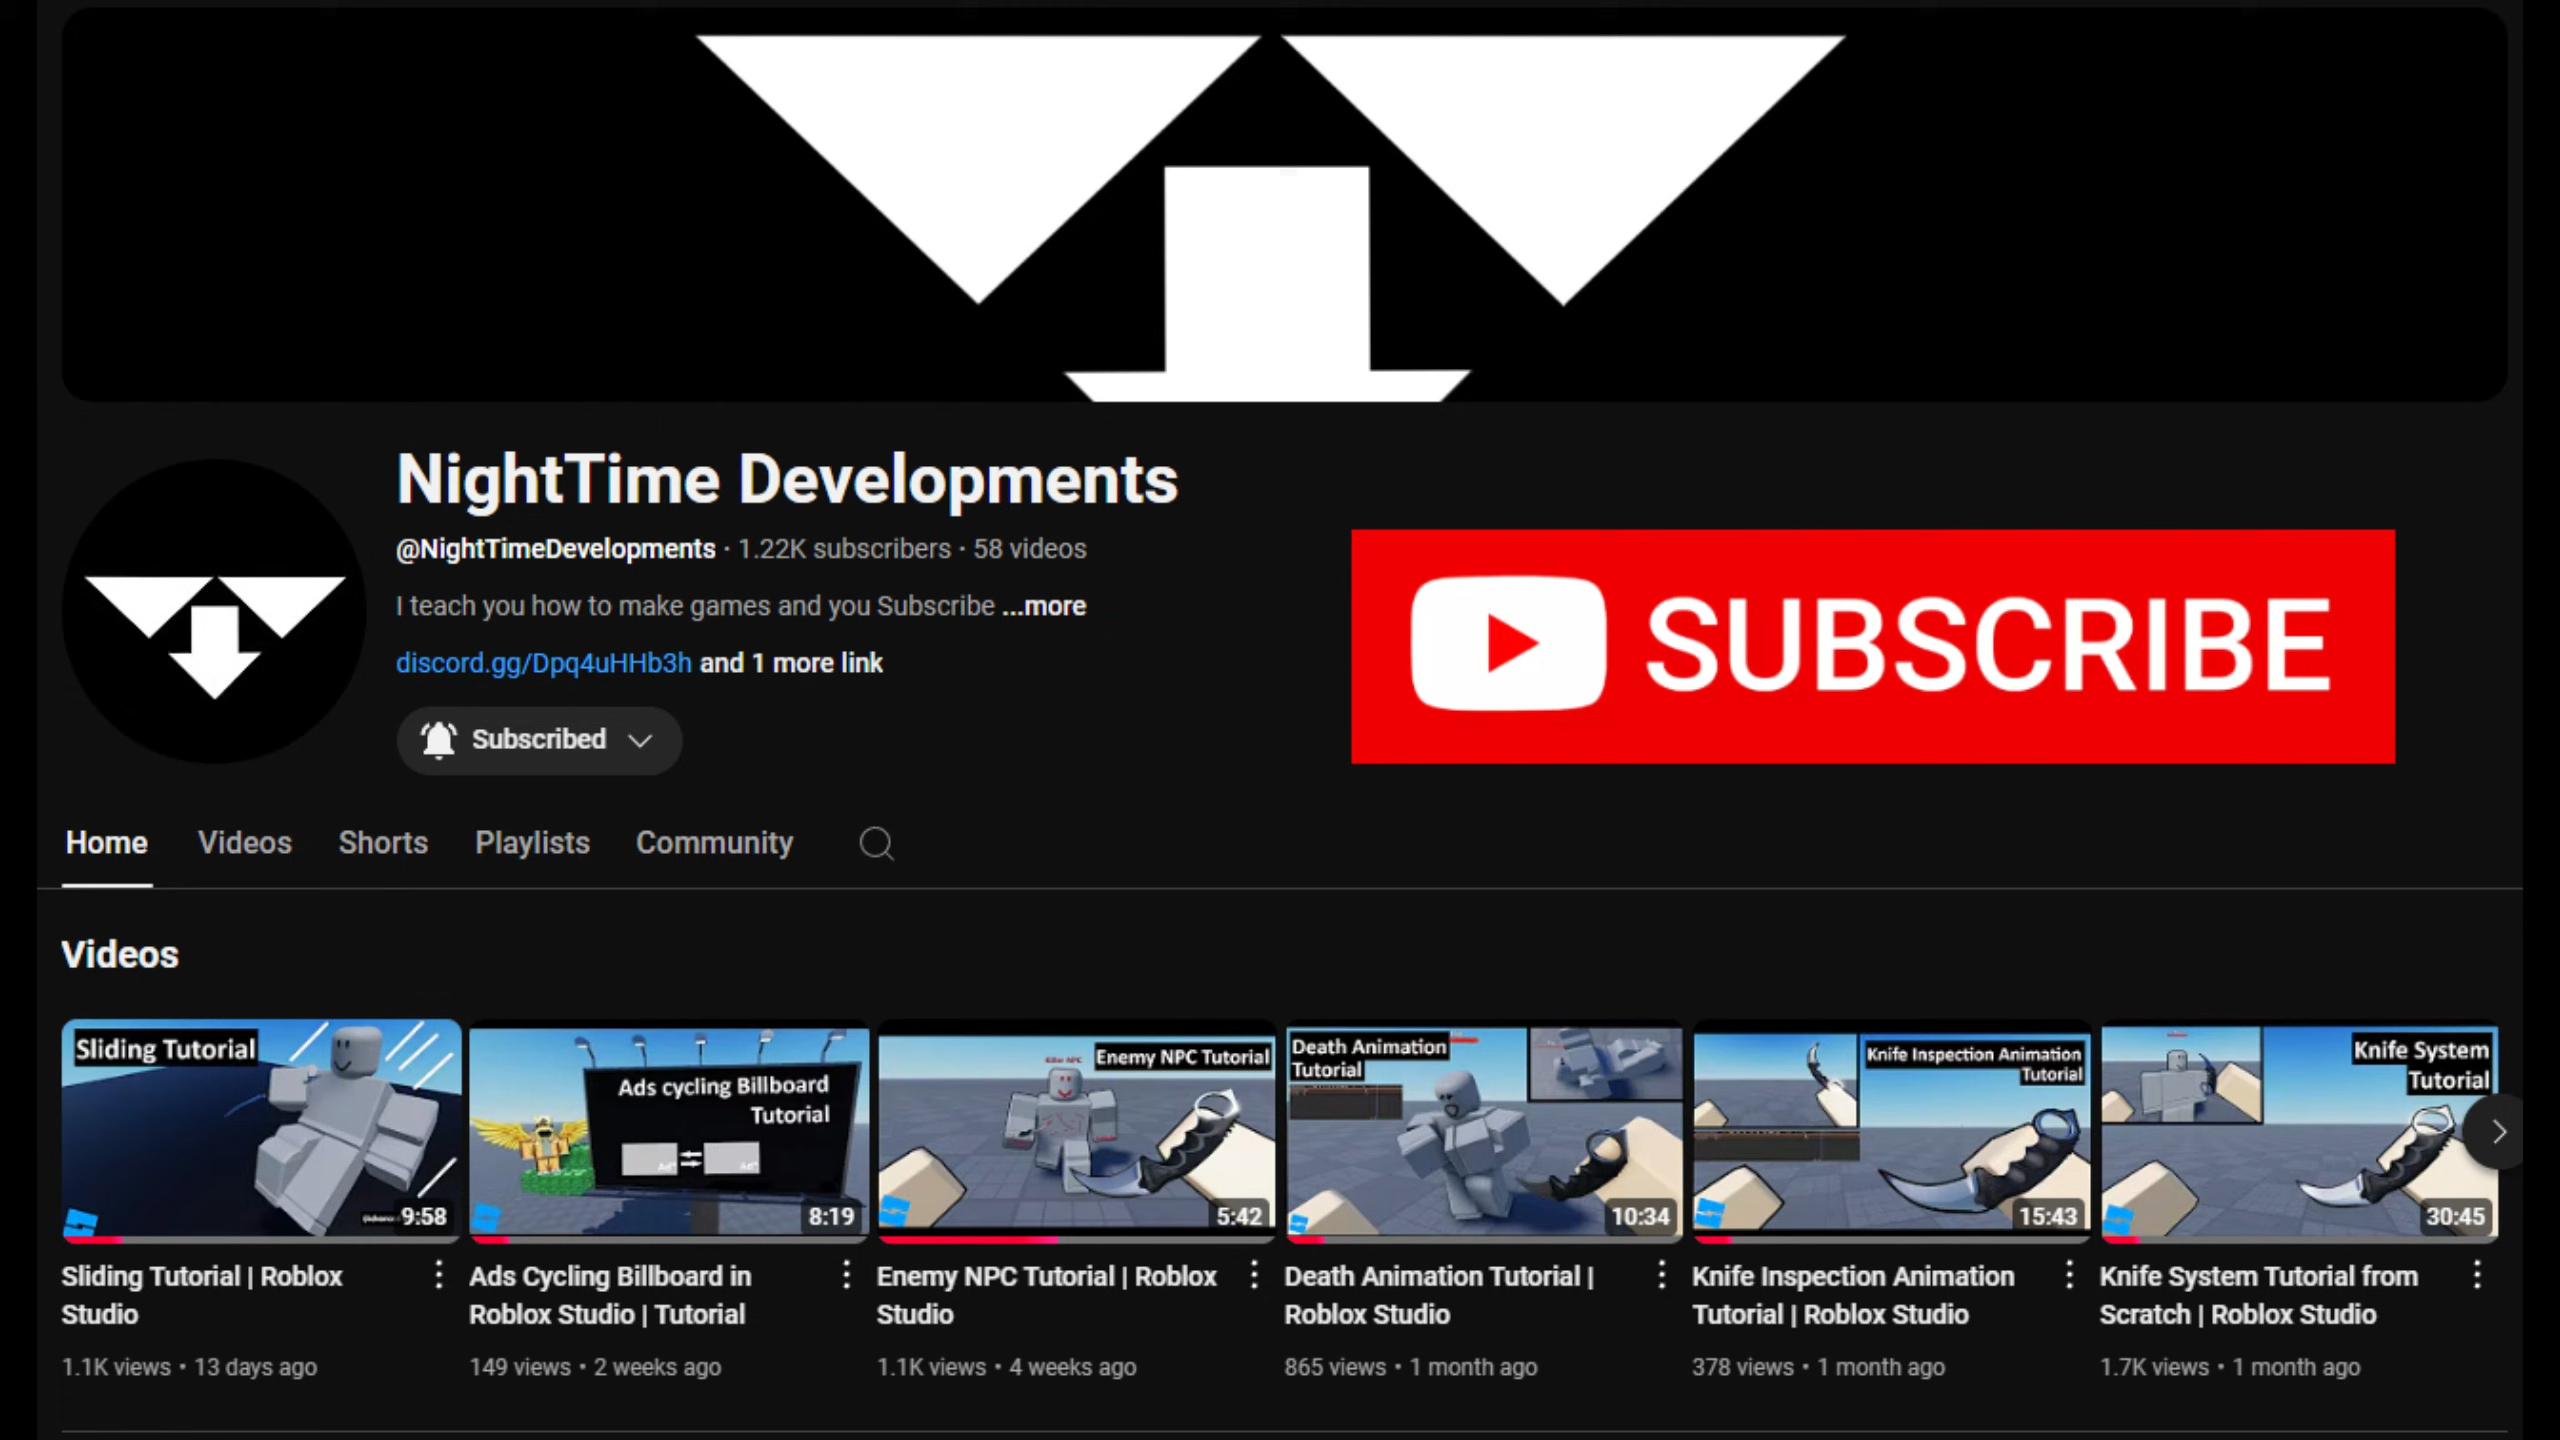 NightTime Developments
@NightTimeDevelopments · 1.22K subscribers · 58 videos
I teach you how to make games and you Subscribe ...more
discord.gg/Dpq4uHHb3h and 1 more link
Subscribed
SUBSCRIBE
Home Videos Shorts Playlists Community
Videos
Sliding Tutorial
9:58
Ads cycling Billboard
Tutorial
8:19
Enemy NPC Tutorial
5:42
Death Animation
Tutorial
10:34
Knife Inspection Animation
Tutorial
15:43
Knife System
Tutorial
30:45
Sliding Tutorial | Roblox
Studio
1.1K views • 13 days ago
Ads Cycling Billboard in
Roblox Studio | Tutorial
149 views • 2 weeks ago
Enemy NPC Tutorial | Roblox
Studio
1.1K views • 4 weeks ago
Death Animation Tutorial |
Roblox Studio
865 views • 1 month ago
Knife Inspection Animation
Tutorial | Roblox Studio
378 views • 1 month ago
Knife System Tutorial from
Scratch | Roblox Studio
1.7K views • 1 month ago